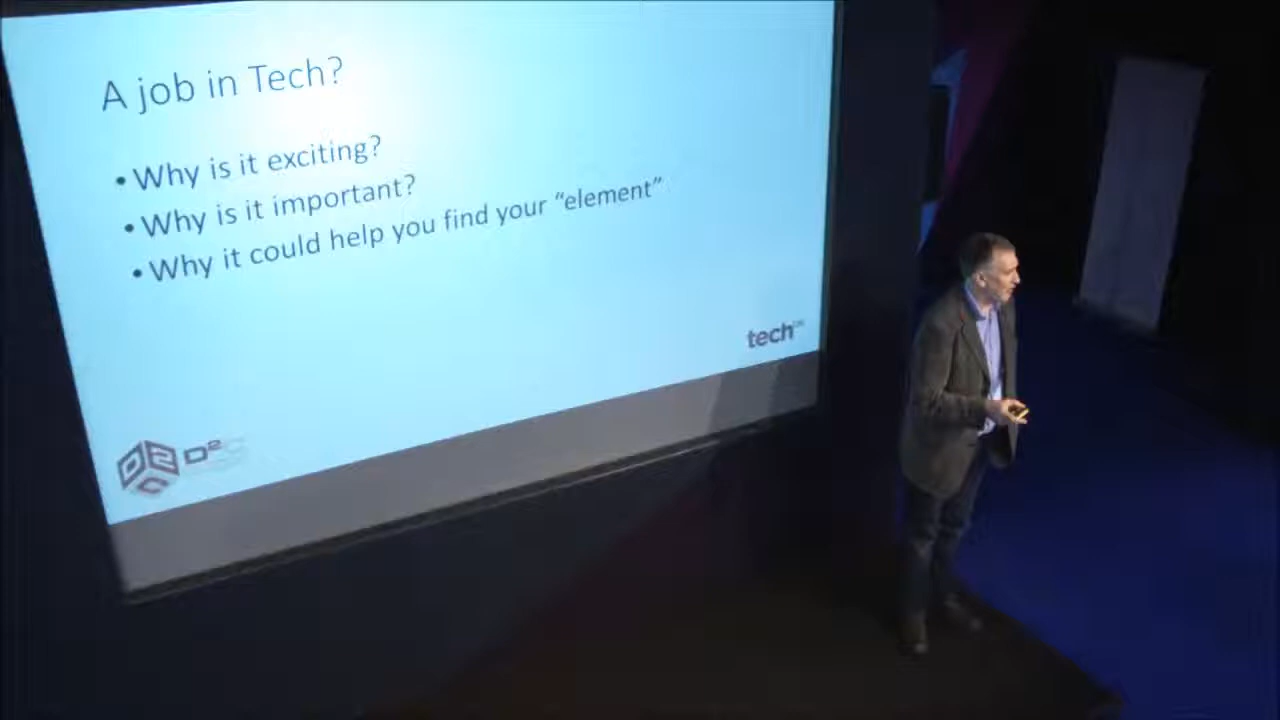 A job in Tech?
• Why is it exciting?
• Why is it important?
• Why it could help you find your “element”
tech
D2C